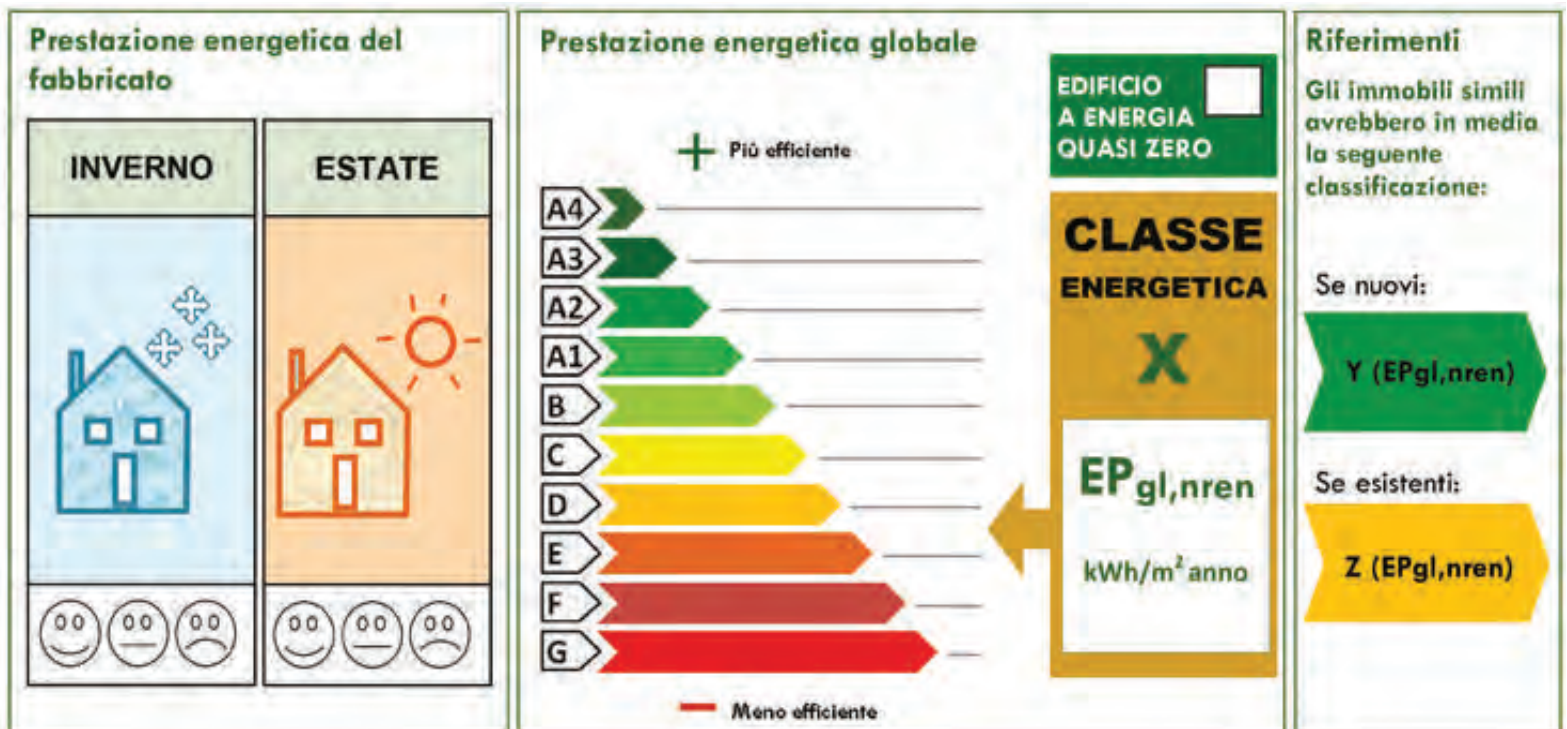 Prestazione energetica del
fabbricato
INVERNO
ESTATE
Prestazione energetica globale
+ Più efficiente
A4
A3
A2
A1
B
C
D
E
F
G
− Meno efficiente
EDIFICIO
A ENERGIA
QUASI ZERO
CLASSE
ENERGETICA
X
EPgl,nren
kWh/m² anno
Riferimenti
Gli immobili simili
avrebbero in media
la seguente
classificazione:
Se nuovi:
Y (EPgl,nren)
Se esistenti:
Z (EPgl,nren)